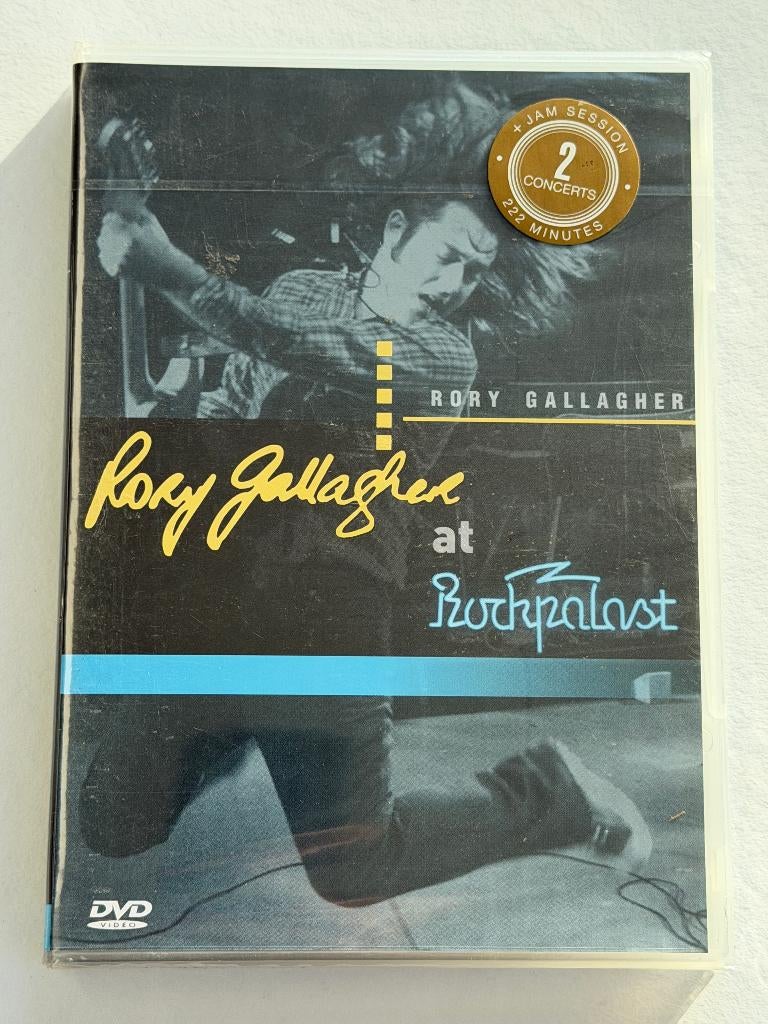 + JAM SESSION
2
CONCERTS
222 MINUTES
RORY GALLAGHER
Rory Gallagher
at
Rockpalast
DVD
VIDEO